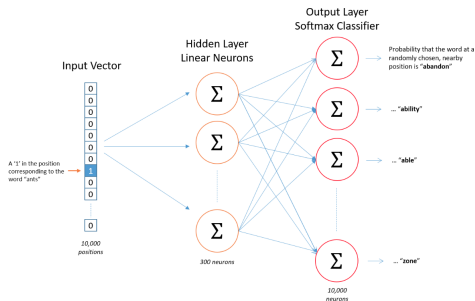 Output Layer
Softmax Classifier
Hidden Layer
Linear Neurons
Input Vector
0
0
0
0
0
0
0
1
0
0
0
A '1' in the position
corresponding to the
word "ants"
10,000
positions
Σ
Σ
Σ
300 neurons
Σ
Σ
Σ
Σ
10,000
neurons
Probability that the word at a
randomly chosen, nearby
position is "abandon"
... "ability"
... "able"
... "zone"